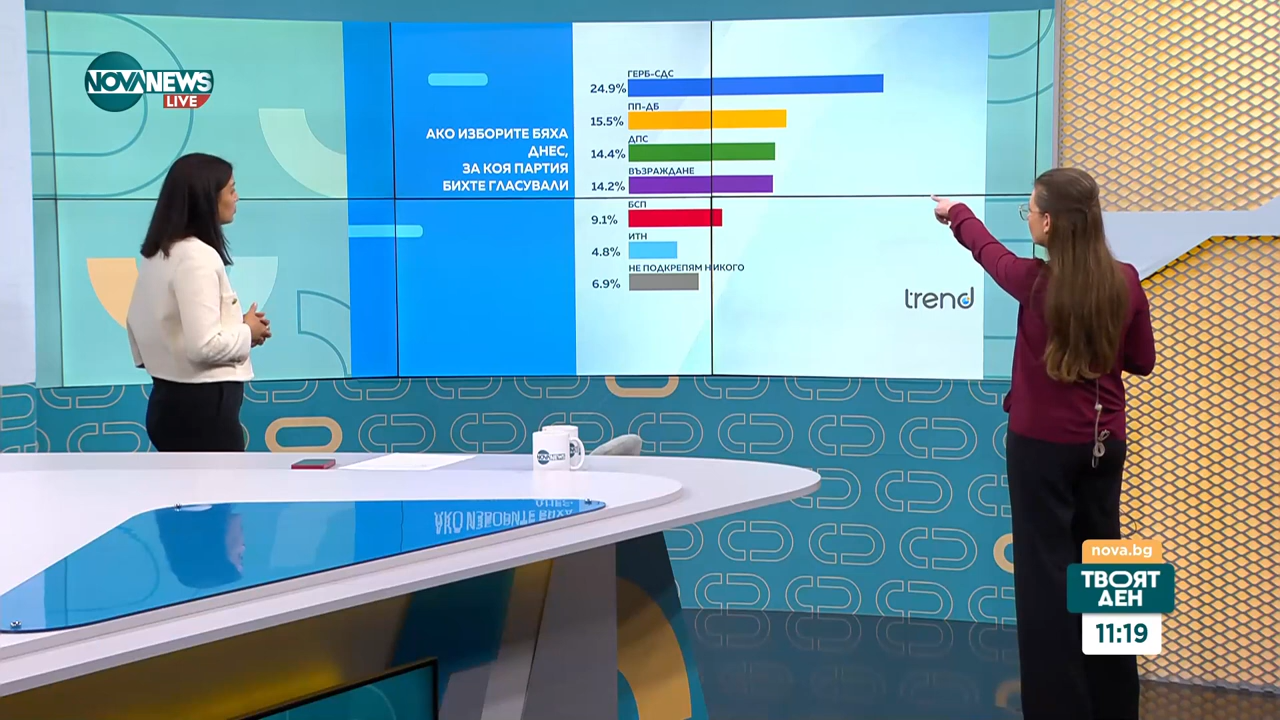 NOVANEWS
LIVE
АКО ИЗБОРИТЕ БЯХА
ДНЕС,
ЗА КОЯ ПАРТИЯ
БИХТЕ ГЛАСУВАЛИ
ГЕРБ-СДС
24.9%
ПП-ДБ
15.5%
ДПС
14.4%
ВЪЗРАЖДАНЕ
14.2%
БСП
9.1%
ИТН
4.8%
НЕ ПОДКРЕПЯМ НИКОГО
6.9%
trend
NOVANEWS
nova.bg
ТВОЯТ
ДЕН
11:19